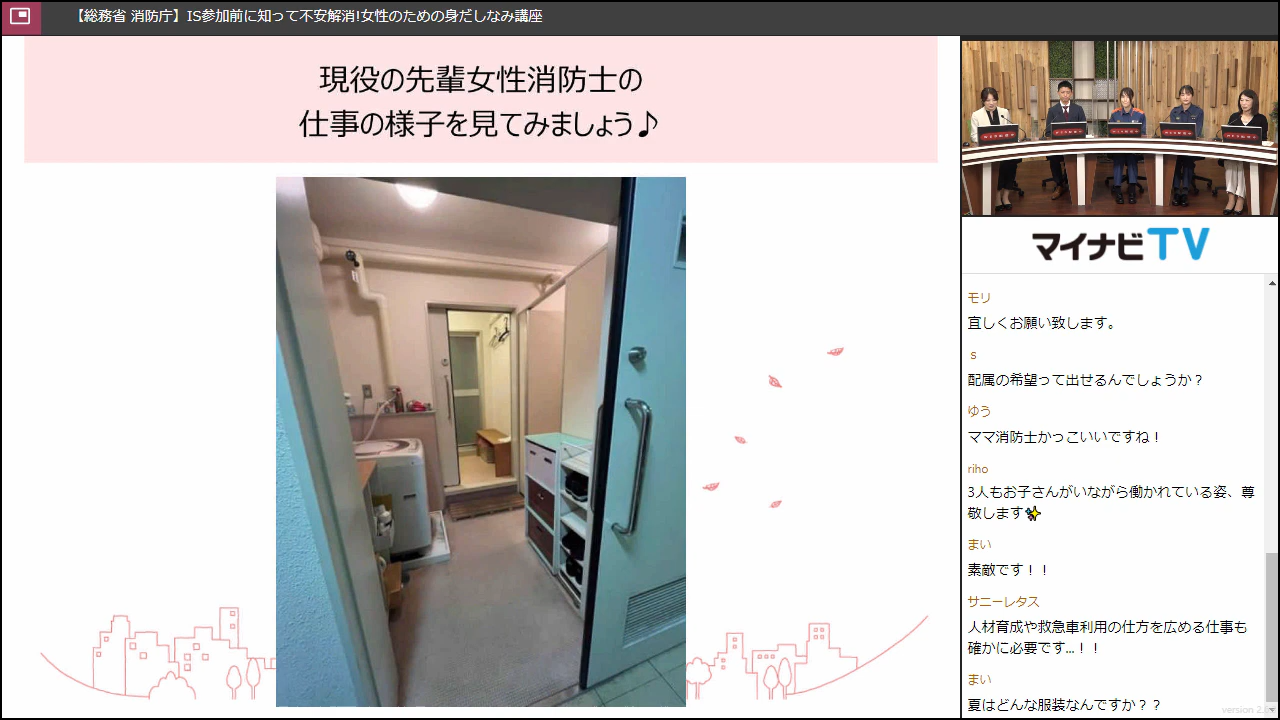 【総務省 消防庁】IS参加前に知って不安解消!女性のための身だしなみ講座
現役の先輩女性消防士の
仕事の様子を見てみましょう♪
マイナビTV
モリ
宜しくお願い致します。
s
配属の希望って出せるんでしょうか？
ゆう
ママ消防士かっこいいですね！
riho
3人もお子さんがいながら働かれている姿、尊
敬します✨
まい
素敵です！！
サニーレタス
人材育成や救急車利用の仕方を広める仕事も
確かに必要です...！！
まい
夏はどんな服装なんですか？？